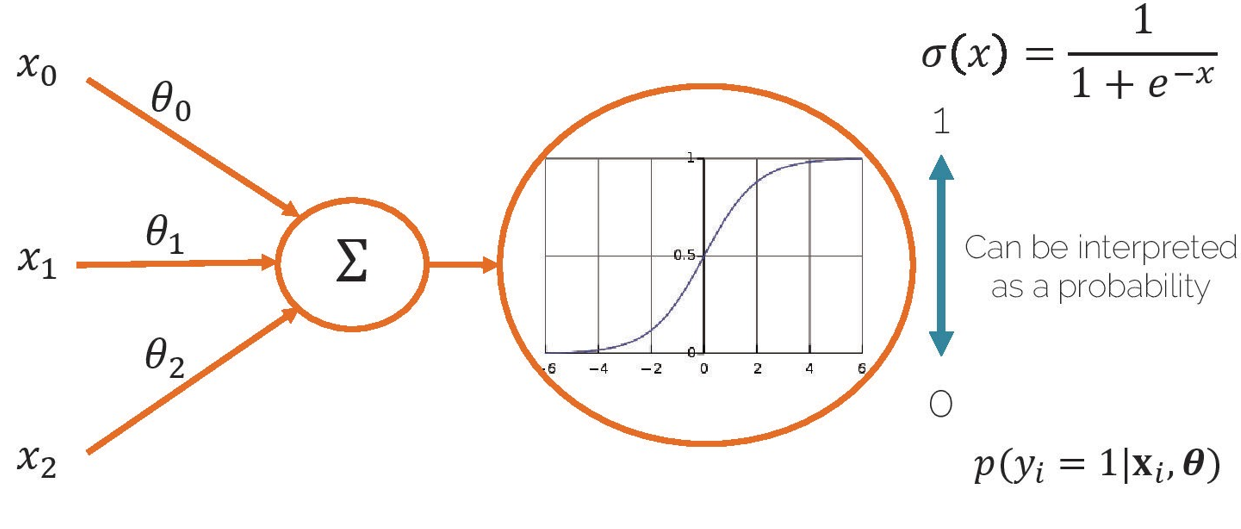 x₀
θ₀
x₁
θ₁
x₂
θ₂
Σ
1
0.5
0
-6 −4 −2 0 2 4 6
σ(x) = 1 / (1 + e⁻ˣ)
1
Can be interpreted
as a probability
0
p(yᵢ = 1|𝐱ᵢ, 𝜽)